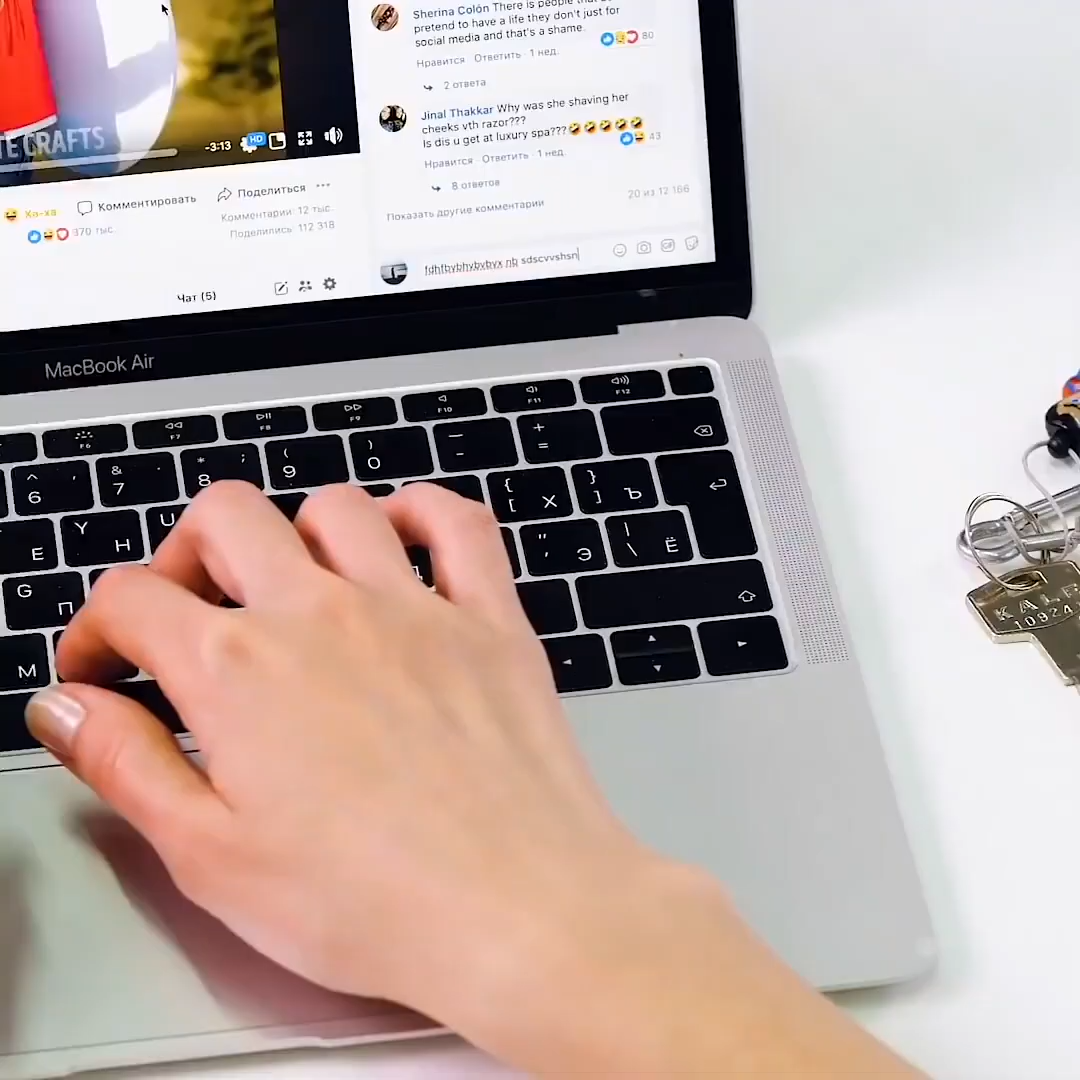 Sherina Colón There is people that
pretend to have a life they don't just for
social media and that's a shame.
80
Нравится · Ответить · 1 нед.
2 ответа
Jinal Thakkar Why was she shaving her
cheeks vth razor???
Is dis u get at luxury spa???🤣🤣🤣🤣🤣
43
Нравится · Ответить · 1 нед.
8 ответов
Показать другие комментарии
20 из 12 166
fdhfbvbhybvbvx nb sdscvvshsn
TE CRAFTS
-3:13
HD
Ха-ха
Комментировать
Поделиться
370 тыс.
Комментарии: 12 тыс.
Поделились: 112 318
Чат (5)
GIF
MacBook Air
F6 F7 F8 F9 F10 F11 F12
^ 6 & 7 * 8 ( 9 ) 0 — - + =
Е Y Н U { [ Х } ] Ъ
G П " ' Э | \ Ё
М
KALE
10924